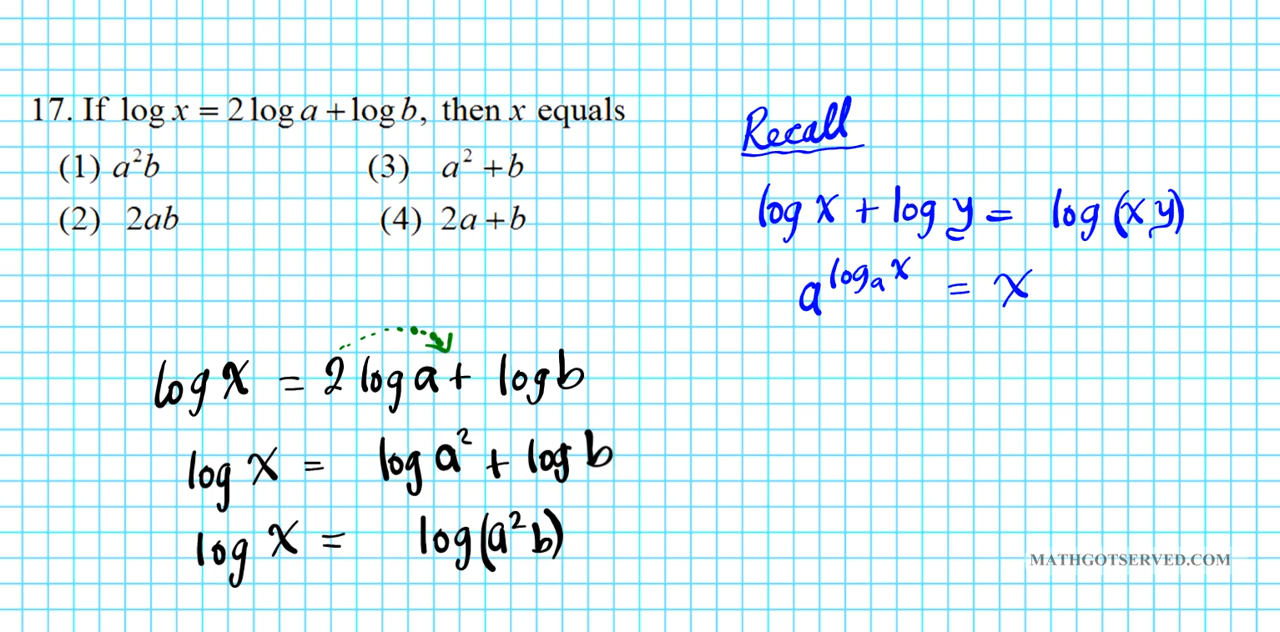 17. If log x = 2 log a + log b, then x equals
(1) a²b (3) a² + b
(2) 2ab (4) 2a + b
Recall
log x + log y = log (xy)
a^(logₐ x) = x
log x = 2 log a + log b
log x = log a² + log b
log x = log(a² b)
MATHGOTSERVED.COM